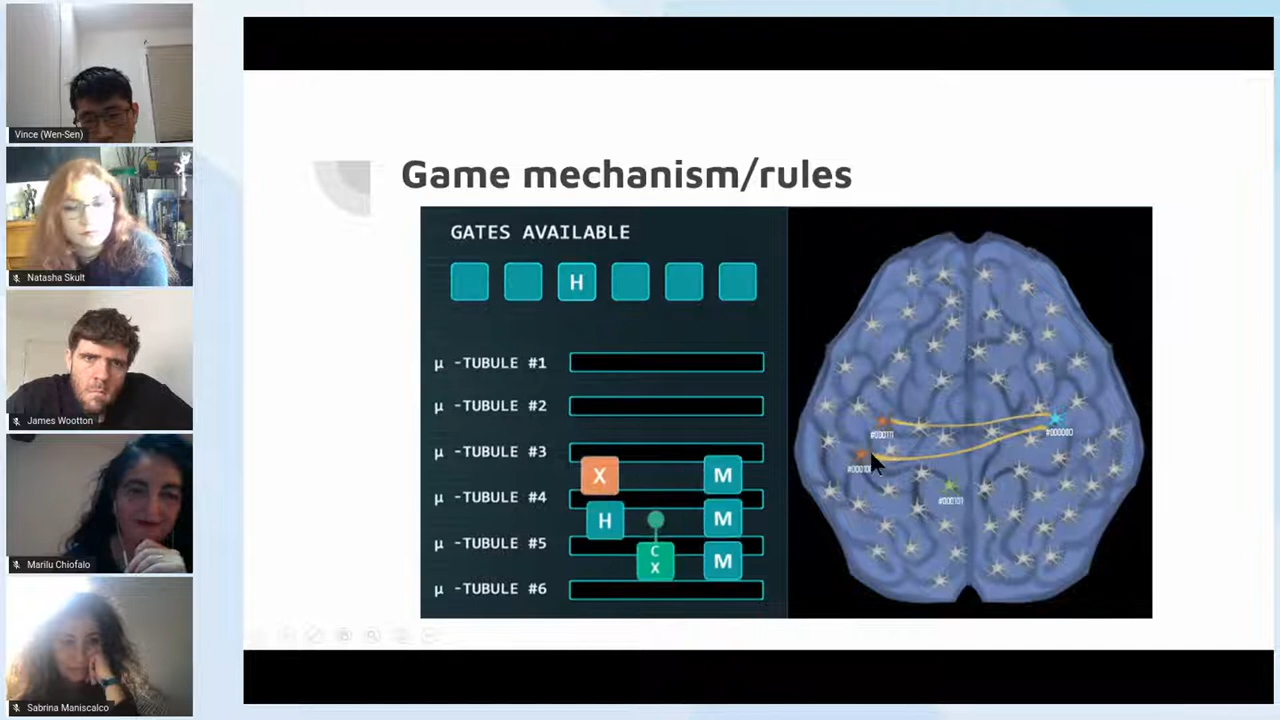 Vince (Wen-Sen)
Natasha Skult
James Wootton
Marilu Chiofalo
Sabrina Maniscalco
Game mechanism/rules
GATES AVAILABLE
H
μ -TUBULE #1
μ -TUBULE #2
μ -TUBULE #3
X M
μ -TUBULE #4
H M
μ -TUBULE #5
C
X M
μ -TUBULE #6
#000111
#000000
#000101